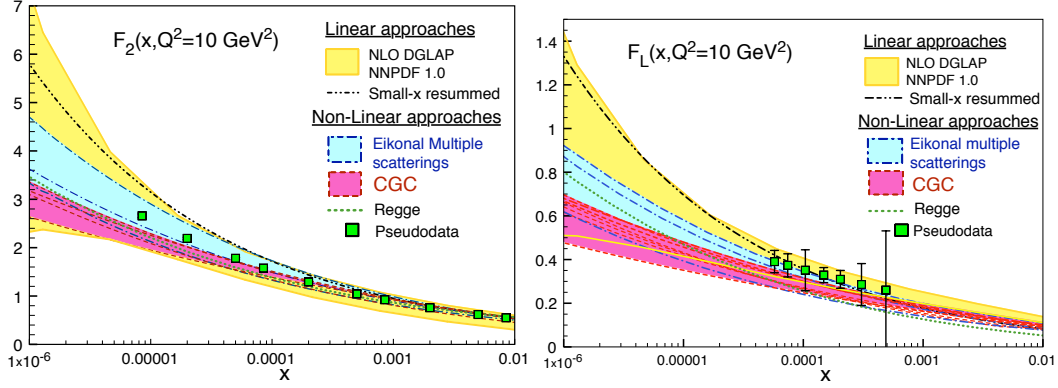 F2(x,Q²=10 GeV²)
Linear approaches
NLO DGLAP
NNPDF 1.0
Small-x resummed
Non-Linear approaches
Eikonal Multiple
scatterings
CGC
Regge
Pseudodata
7
6
5
4
3
2
1
0
1×10⁻⁶
0.00001
0.0001
0.001
0.01
x
FL(x,Q²=10 GeV²)
Linear approaches
NLO DGLAP
NNPDF 1.0
Small-x resummed
Non-Linear approaches
Eikonal Multiple
scatterings
CGC
Regge
Pseudodata
1.4
1.2
1
0.8
0.6
0.4
0.2
0
1×10⁻⁶
0.00001
0.0001
0.001
0.01
x